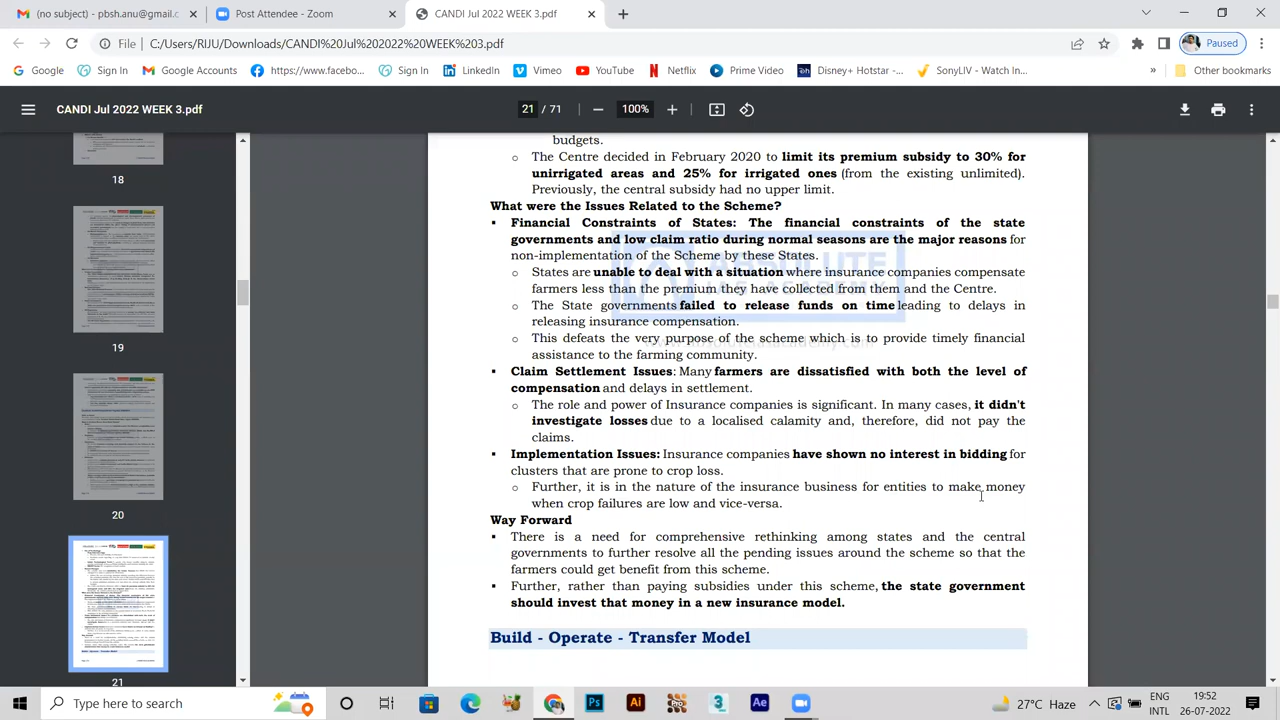 (no subject) - pbsh.anu@gmail.c
Post Attendee - Zoom
CANDI Jul 2022 WEEK 3.pdf
File
C:/Users/RIJU/Downloads/CANDI%20Jul%202022%20WEEK%203.pdf
Paused
Google
Sign In
Google Accounts
https://www.facebo...
Sign In
LinkedIn
Vimeo
YouTube
Netflix
Prime Video
Disney+ Hotstar -...
SonyLIV - Watch In...
»
Other bookmarks
CANDI Jul 2022 WEEK 3.pdf
21 / 71
100%
18
19
20
21
budgets.
o The Centre decided in February 2020 to limit its premium subsidy to 30% for
unirrigated areas and 25% for irrigated ones (from the existing unlimited).
Previously, the central subsidy had no upper limit.
What were the Issues Related to the Scheme?
▪ Financial Constraints of States: The financial constraints of the state
governments and low claim ratio during normal seasons are the major reasons for
non-implementation of the Scheme by these States.
o States are unable to deal with a situation where insurance companies compensate
farmers less than the premium they have collected from them and the Centre.
o The State governments failed to release funds on time leading to delays in
releasing insurance compensation.
o This defeats the very purpose of the scheme which is to provide timely financial
assistance to the farming community.
▪ Claim Settlement Issues: Many farmers are dissatisfied with both the level of
compensation and delays in settlement.
o The role and power of Insurance companies is significant. In many cases, it didn't
investigate losses due to a localised calamity and, therefore, did not pay the
claims.
▪ Implementation Issues: Insurance companies have shown no interest in bidding for
clusters that are prone to crop loss.
o Further, it is in the nature of the insurance business for entities to make money
when crop failures are low and vice-versa.
Way Forward
▪ There is a need for comprehensive rethinking among states and the central
governments to further resolve all the pending issues around the scheme so that the
farmers could get benefit from this scheme.
▪ Further, rather than paying subsidies under this scheme, the state government
should invest that money in a new insurance model.
Build - Operate - Transfer Model
Type here to search
27°C Haze
ENG
INTL
19:52
26-07-2022